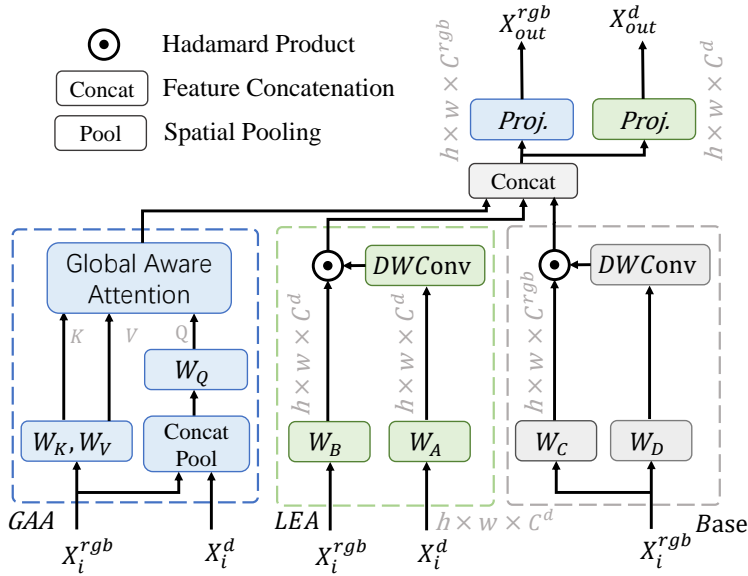 Hadamard Product
Concat Feature Concatenation
Pool Spatial Pooling
X_{out}^{rgb} X_{out}^{d}
h × w × C^{rgb}
Proj. Proj.
h × w × C^{d}
Concat
Global Aware
Attention
K V Q
W_Q
W_K, W_V
Concat
Pool
GAA
X_i^{rgb} X_i^{d}
DWConv
h × w × C^{d}
h × w × C^{d}
W_B W_A
LEA
h × w × C^{d}
X_i^{rgb} X_i^{d}
DWConv
h × w × C^{rgb}
W_C W_D
Base
X_i^{rgb}